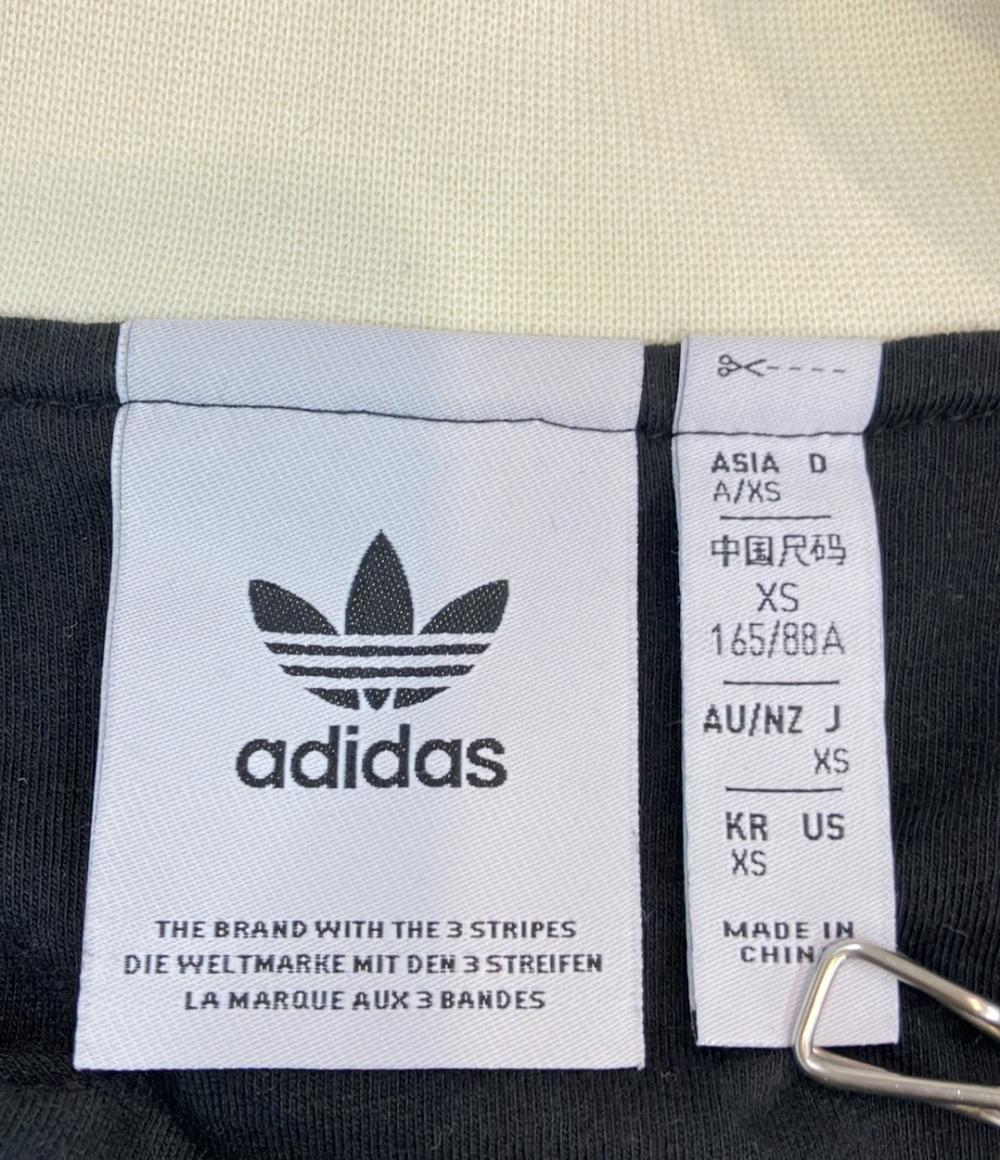 adidas
THE BRAND WITH THE 3 STRIPES
DIE WELTMARKE MIT DEN 3 STREIFEN
LA MARQUE AUX 3 BANDES
ASIA D
A/XS
中国尺码
XS
165/88A
AU/NZ J
XS
KR US
XS
MADE IN
CHINA